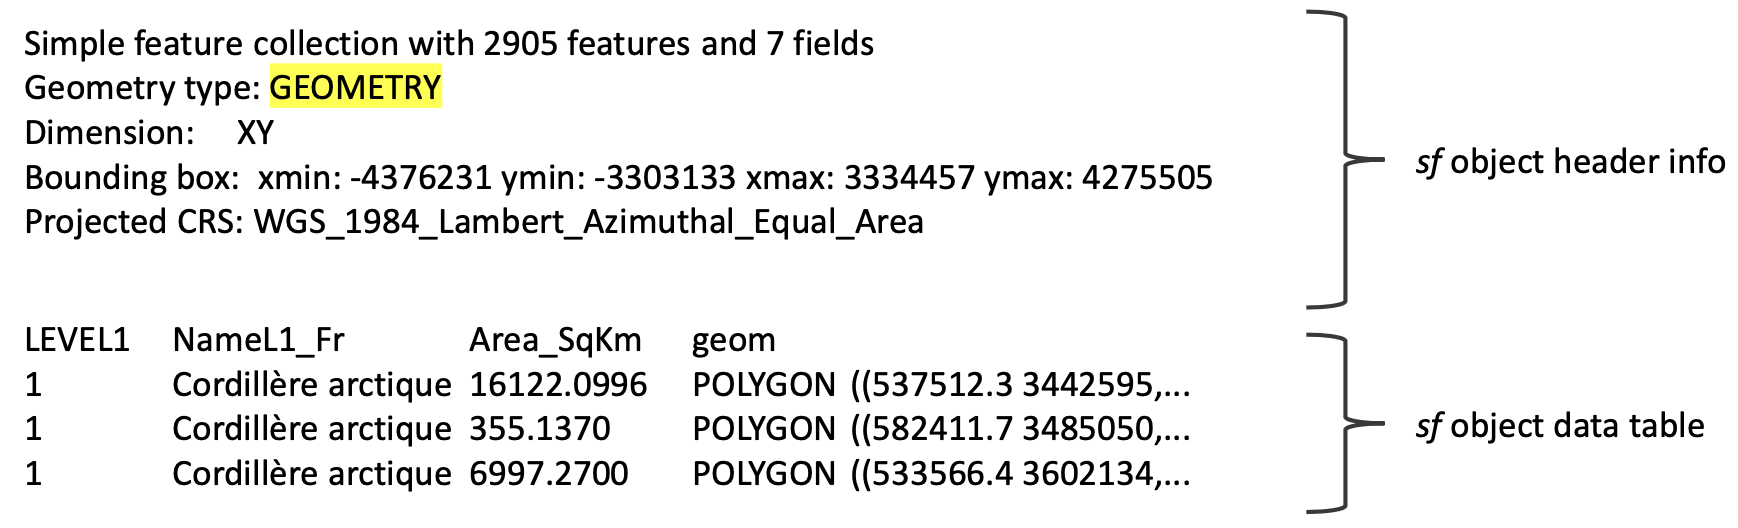 Simple feature collection with 2905 features and 7 fields
Geometry type: GEOMETRY
Dimension: XY
Bounding box: xmin: -4376231 ymin: -3303133 xmax: 3334457 ymax: 4275505
Projected CRS: WGS_1984_Lambert_Azimuthal_Equal_Area
sf object header info
LEVEL1 NameL1_Fr Area_SqKm geom
1 Cordillère arctique 16122.0996 POLYGON ((537512.3 3442595,...
1 Cordillère arctique 355.1370 POLYGON ((582411.7 3485050,...
1 Cordillère arctique 6997.2700 POLYGON ((533566.4 3602134,...
sf object data table